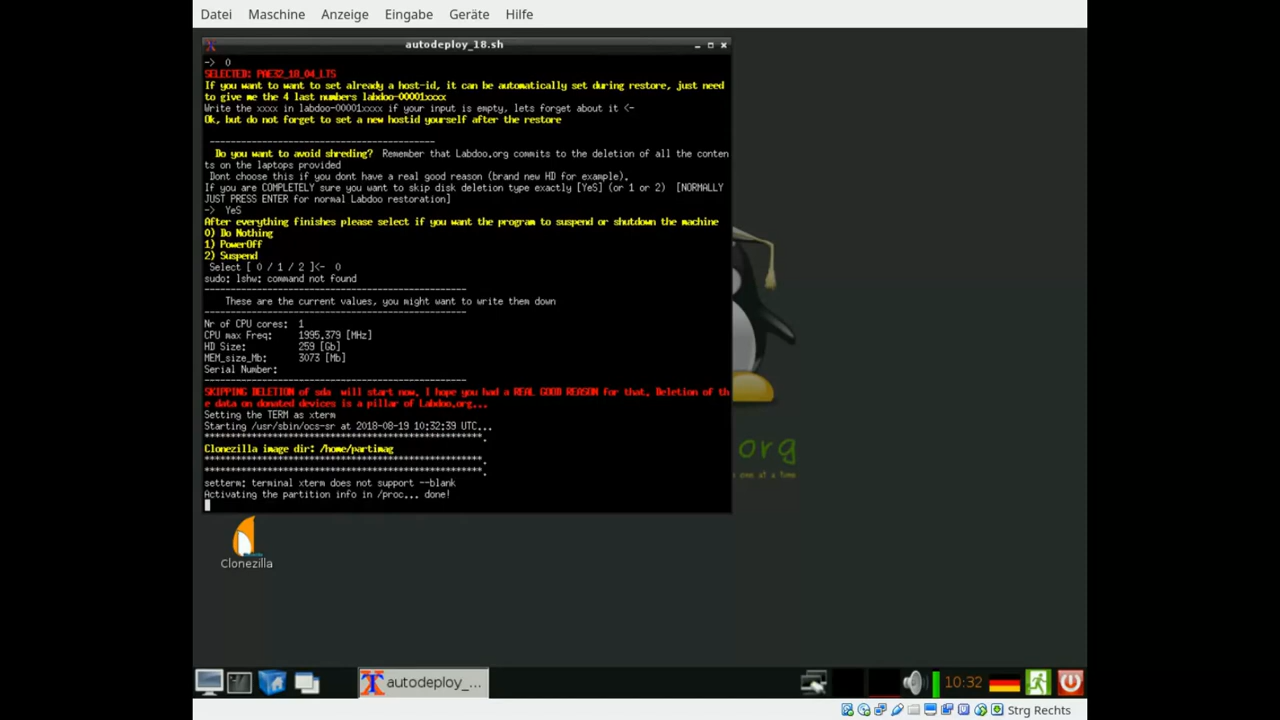 Datei Maschine Anzeige Eingabe Geräte Hilfe
autodeploy_18.sh
-> 0
SELECTED: PAE32_18_04_LTS
If you want to want to set already a host-id, it can be automatically set during restore, just need
to give me the 4 last numbers labdoo-00001xxxx
Write the xxxx in labdoo-00001xxxx if your input is empty, lets forget about it <-
Ok, but do not forget to set a new hostid yourself after the restore
-----------------------------------------
Do you want to avoid shreding? Remember that Labdoo.org commits to the deletion of all the conten
ts on the laptops provided
Dont choose this if you dont have a real good reason (brand new HD for example).
If you are COMPLETELY sure you want to skip disk deletion type exactly [YeS] (or 1 or 2) [NORMALLY
JUST PRESS ENTER for normal Labdoo restoration]
-> YeS
After everything finishes please select if you want the program to suspend or shutdown the machine
0) Do Nothing
1) PowerOff
2) Suspend
Select [ 0 / 1 / 2 ]<- 0
sudo: lshw: command not found
-----------------------------------------------
These are the current values, you might want to write them down
-----------------------------------------------
Nr of CPU cores: 1
CPU max Freq: 1995.379 [MHz]
HD Size: 259 [Gb]
MEM_size_Mb: 3073 [Mb]
Serial Number:
-----------------------------------------------
SKIPPING DELETION of sda will start now, I hope you had a REAL GOOD REASON for that, Deletion of th
e data on donated devices is a pillar of Labdoo.org...
Setting the TERM as xterm
Starting /usr/sbin/ocs-sr at 2018-08-19 10:32:39 UTC...
**************************************************.
Clonezilla image dir: /home/partimag
**************************************************.
**************************************************.
setterm: terminal xterm does not support --blank
Activating the partition info in /proc... done!
.org
Clonezilla
autodeploy_...
10:32
Strg Rechts